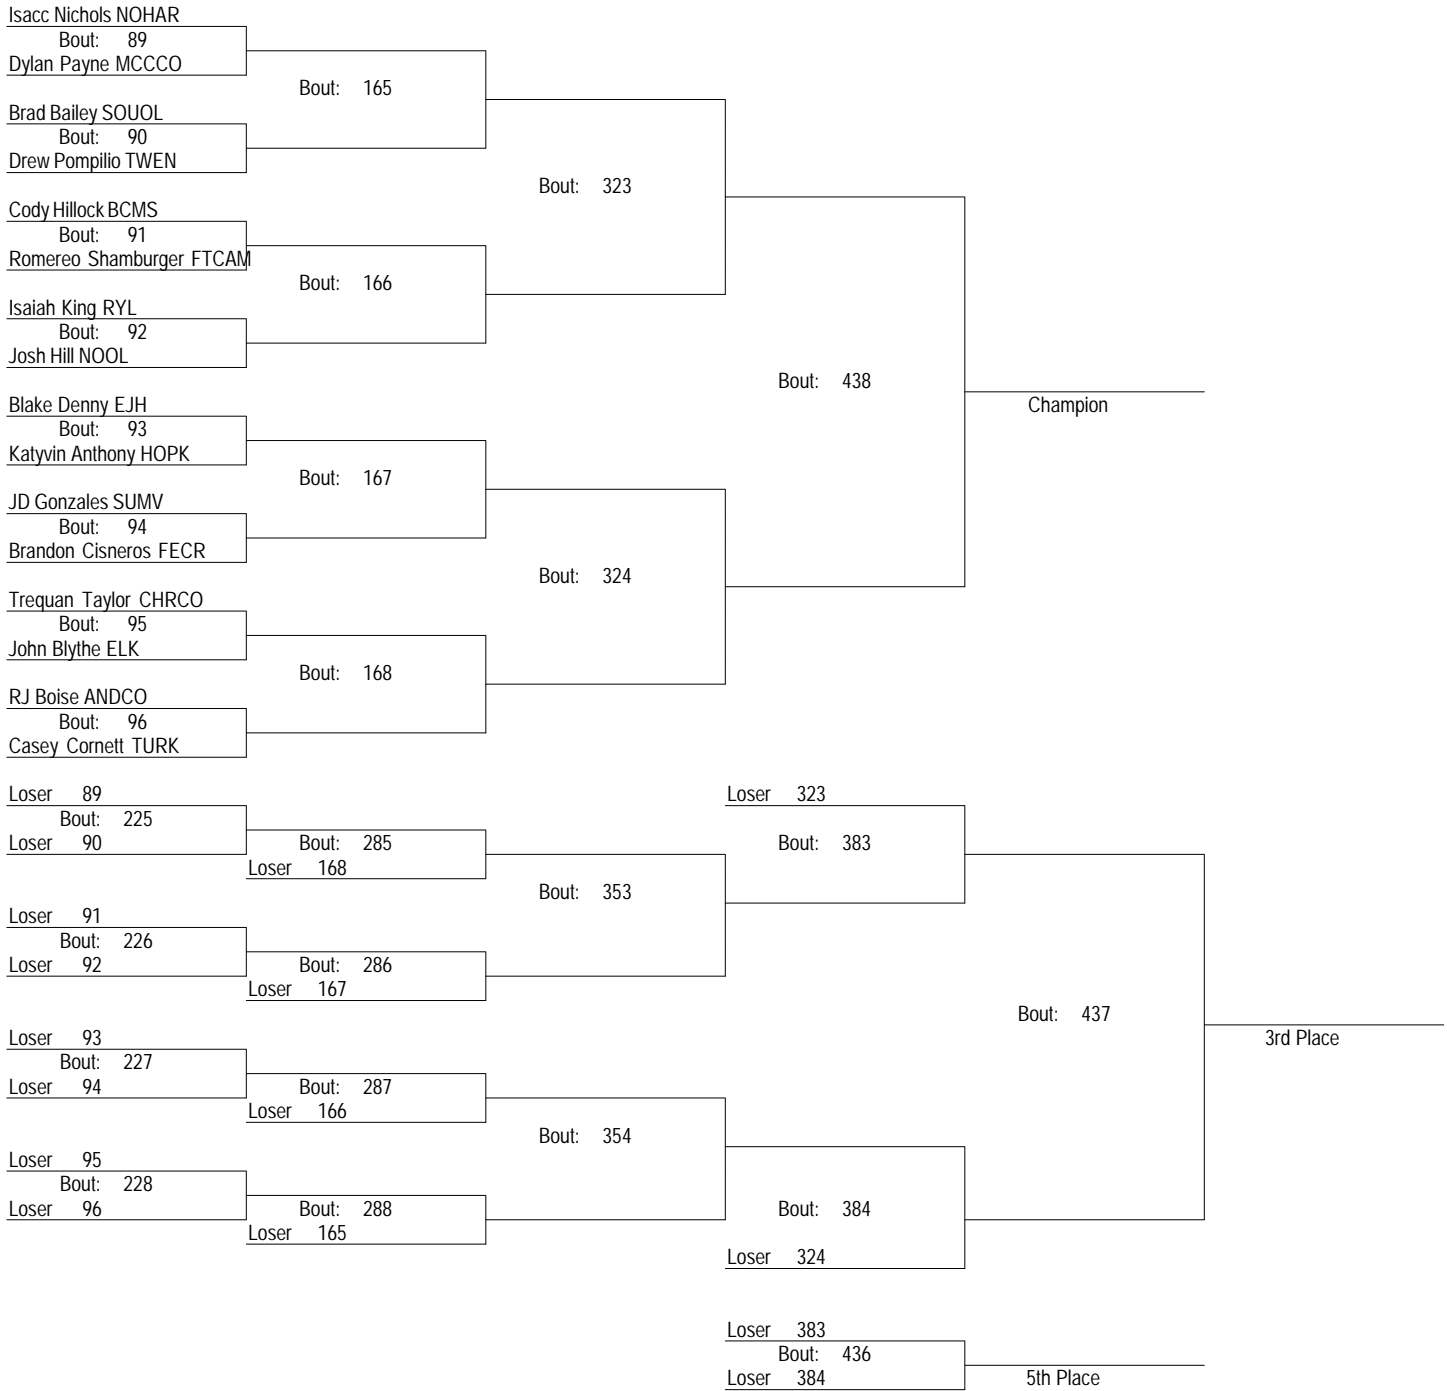 Isacc Nichols NOHAR
Bout: 89
Dylan Payne MCCCO
Bout: 165
Brad Bailey SOUOL
Bout: 90
Drew Pompilio TWEN
Bout: 323
Cody Hillock BCMS
Bout: 91
Romereo Shamburger FTCAM
Bout: 166
Isaiah King RYL
Bout: 92
Josh Hill NOOL
Bout: 438
Champion
Blake Denny EJH
Bout: 93
Katyvin Anthony HOPK
Bout: 167
JD Gonzales SUMV
Bout: 94
Brandon Cisneros FECR
Bout: 324
Trequan Taylor CHRCO
Bout: 95
John Blythe ELK
Bout: 168
RJ Boise ANDCO
Bout: 96
Casey Cornett TURK
Loser 89
Bout: 225
Loser 90
Bout: 285
Loser 168
Loser 323
Bout: 383
Bout: 353
Loser 91
Bout: 226
Loser 92
Bout: 286
Loser 167
Bout: 437
3rd Place
Loser 93
Bout: 227
Loser 94
Bout: 287
Loser 166
Bout: 354
Loser 95
Bout: 228
Loser 96
Bout: 288
Loser 165
Bout: 384
Loser 324
Loser 383
Bout: 436
Loser 384
5th Place